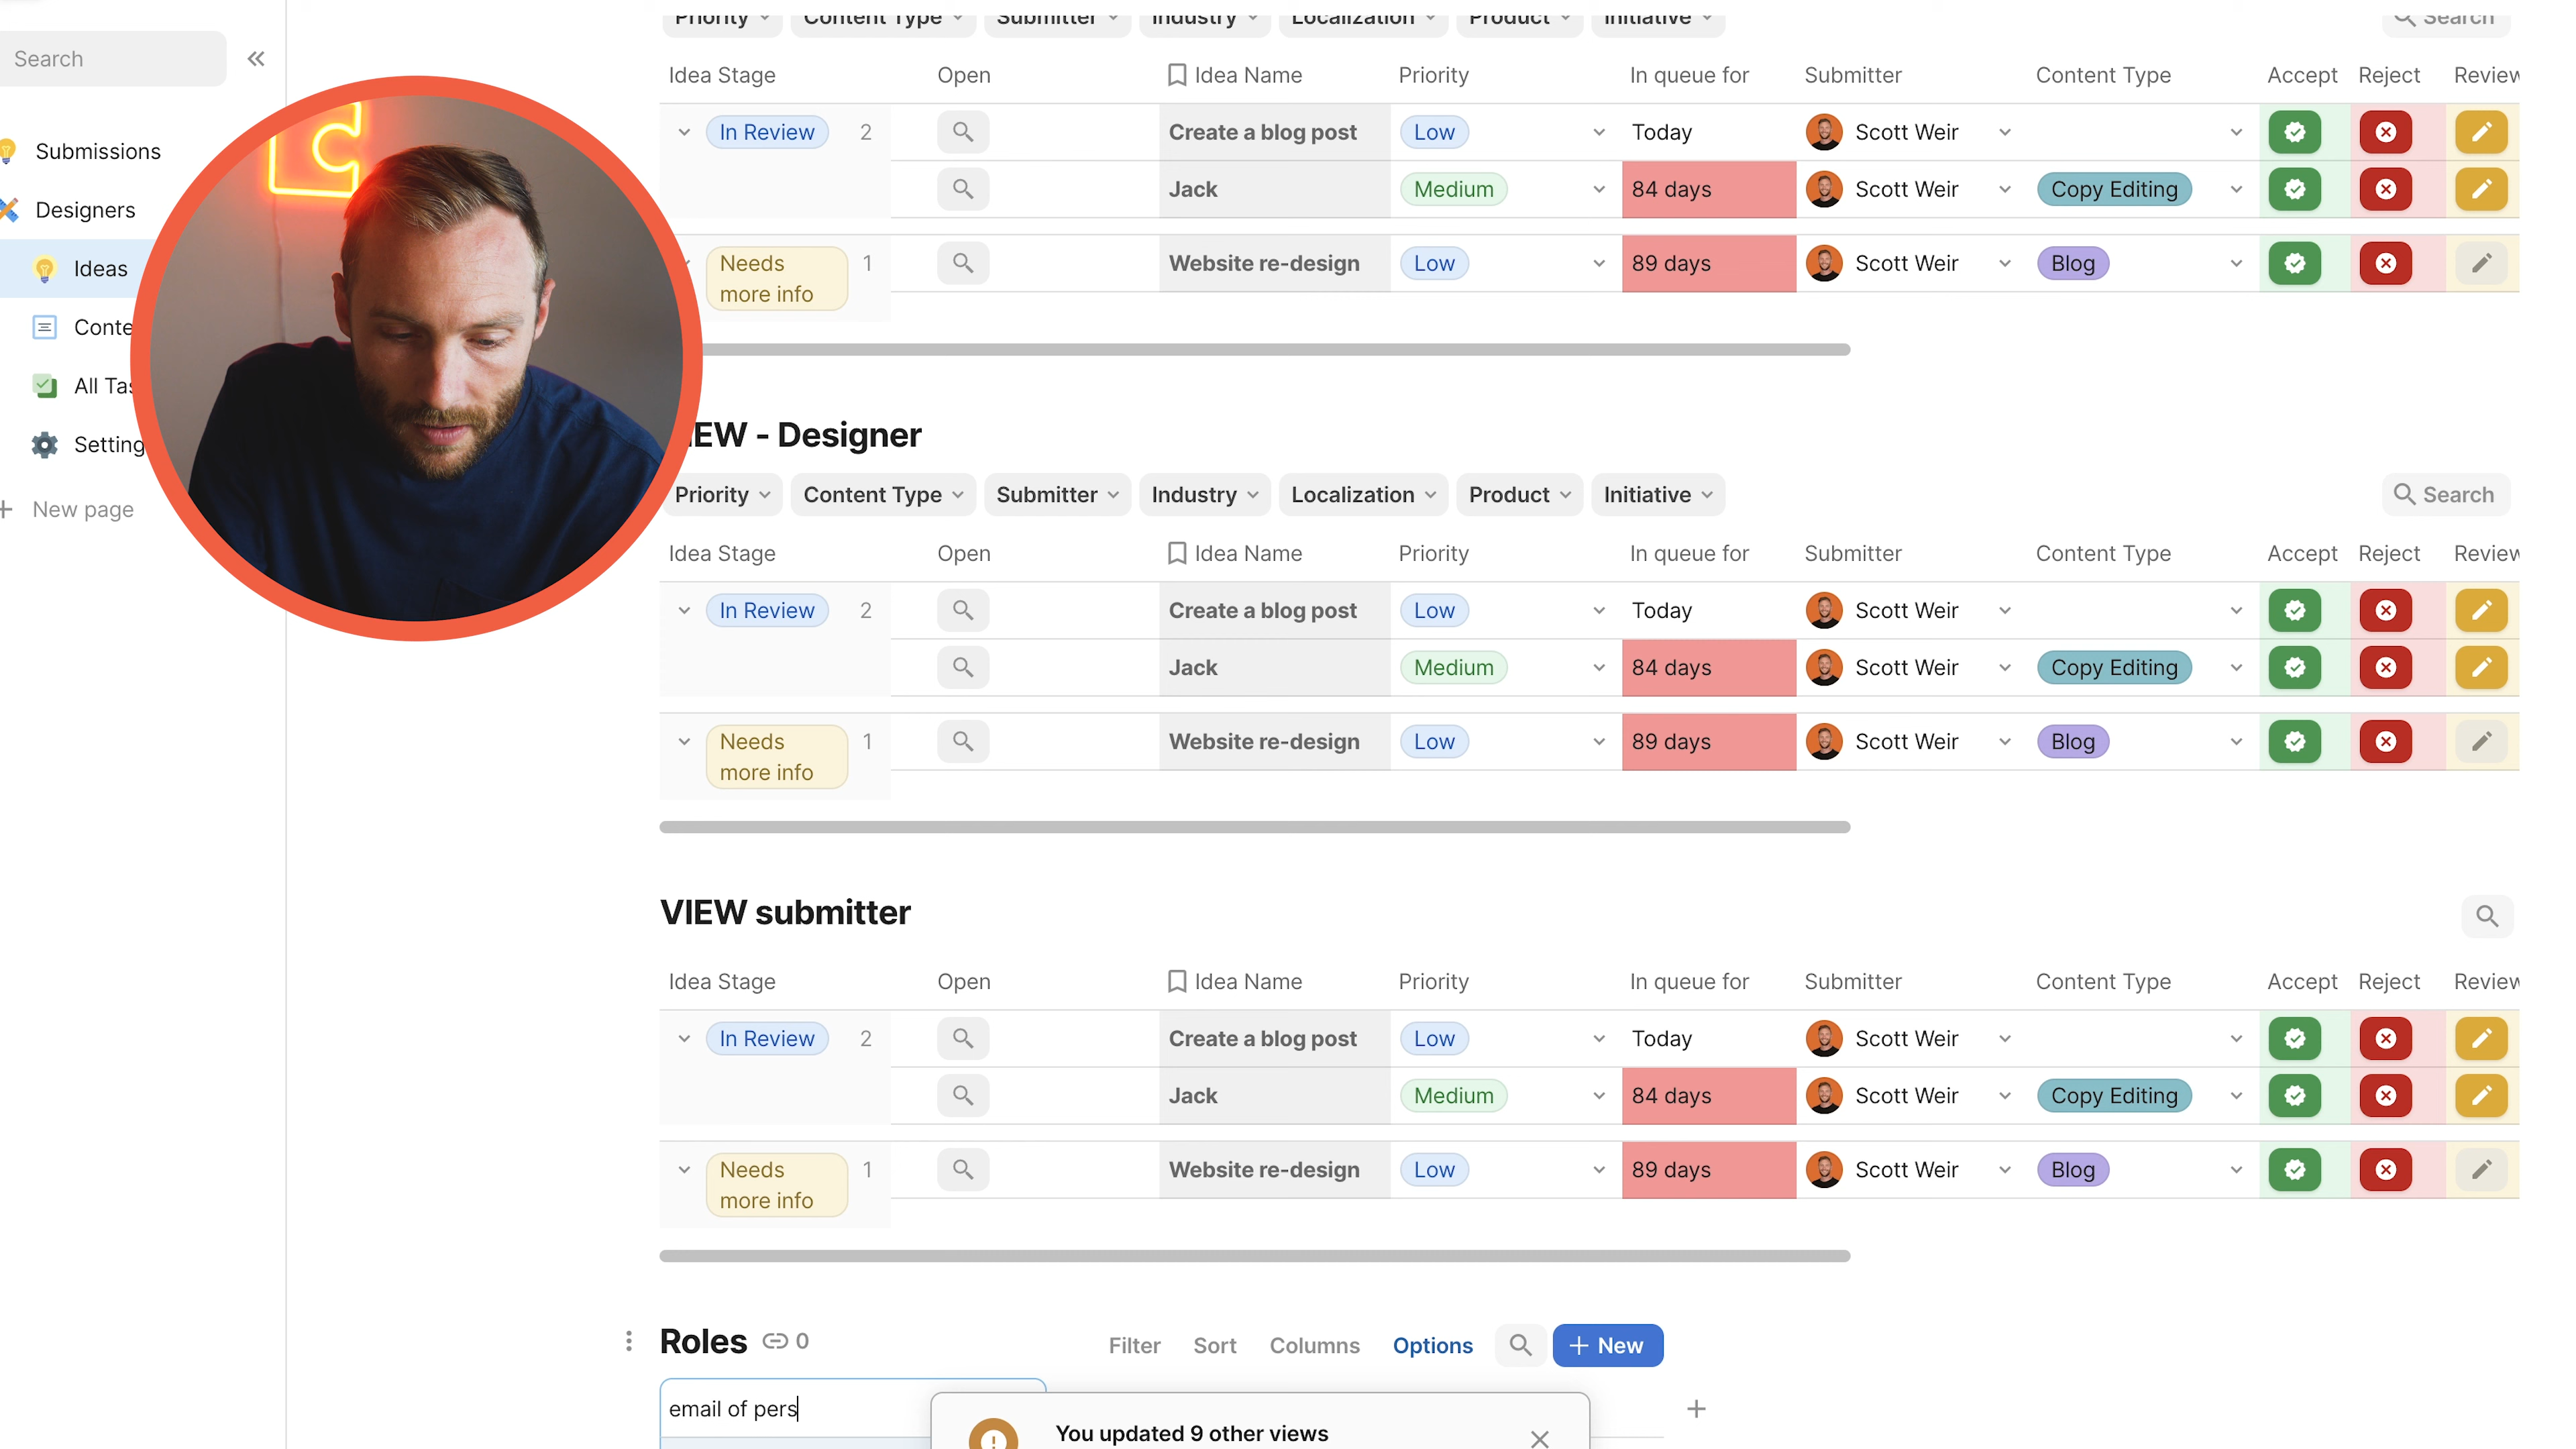 Priority Content Type Submitter Industry Localization Product Initiative Search
Search
Submissions
Designers
Ideas
Conte
All Tas
Setting
New page
Idea Stage Open Idea Name Priority In queue for Submitter Content Type Accept Reject Review
In Review 2 Create a blog post Low Today Scott Weir
Jack Medium 84 days Scott Weir Copy Editing
Needs more info 1 Website re-design Low 89 days Scott Weir Blog
IEW - Designer
Priority Content Type Submitter Industry Localization Product Initiative Search
Idea Stage Open Idea Name Priority In queue for Submitter Content Type Accept Reject Review
In Review 2 Create a blog post Low Today Scott Weir
Jack Medium 84 days Scott Weir Copy Editing
Needs more info 1 Website re-design Low 89 days Scott Weir Blog
VIEW submitter
Idea Stage Open Idea Name Priority In queue for Submitter Content Type Accept Reject Review
In Review 2 Create a blog post Low Today Scott Weir
Jack Medium 84 days Scott Weir Copy Editing
Needs more info 1 Website re-design Low 89 days Scott Weir Blog
Roles 0 Filter Sort Columns Options New
email of pers
You updated 9 other views